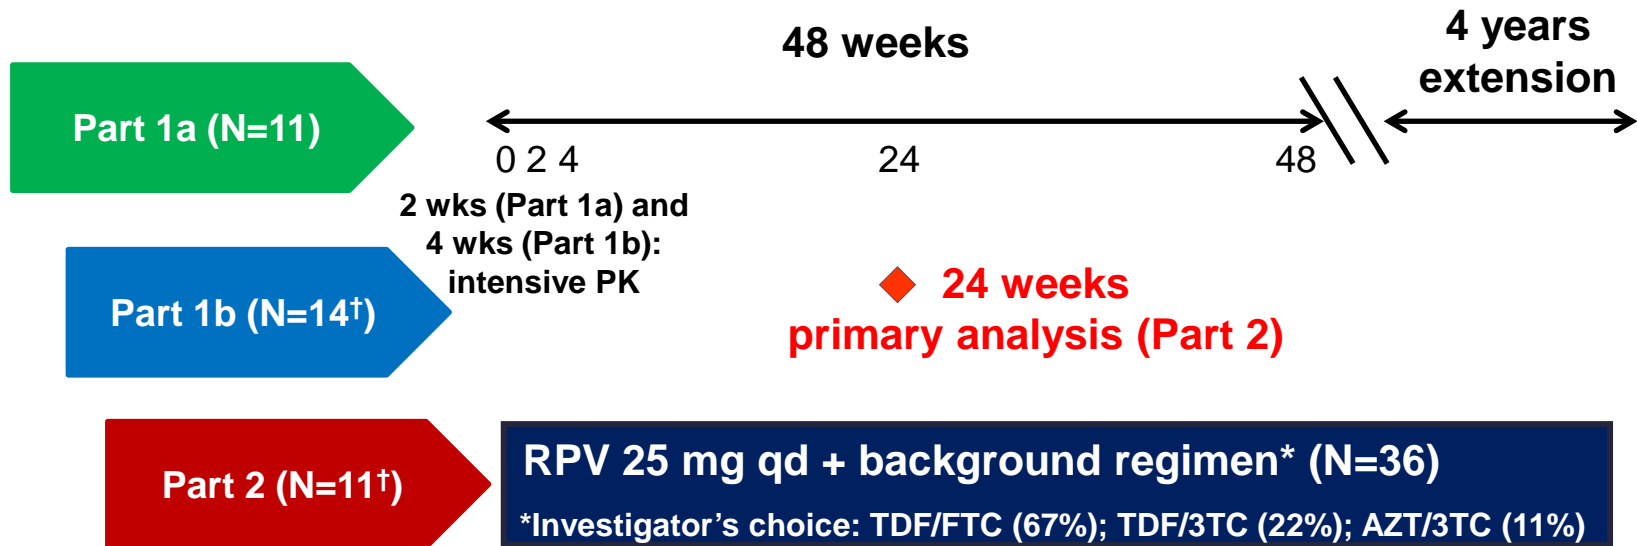 48 weeks
4 years
extension
Part 1a (N=11)
0 2 4
24
48
2 wks (Part 1a) and
4 wks (Part 1b):
intensive PK
Part 1b (N=14†)
24 weeks
primary analysis (Part 2)
Part 2 (N=11†)
RPV 25 mg qd + background regimen* (N=36)
*Investigator’s choice: TDF/FTC (67%); TDF/3TC (22%); AZT/3TC (11%)